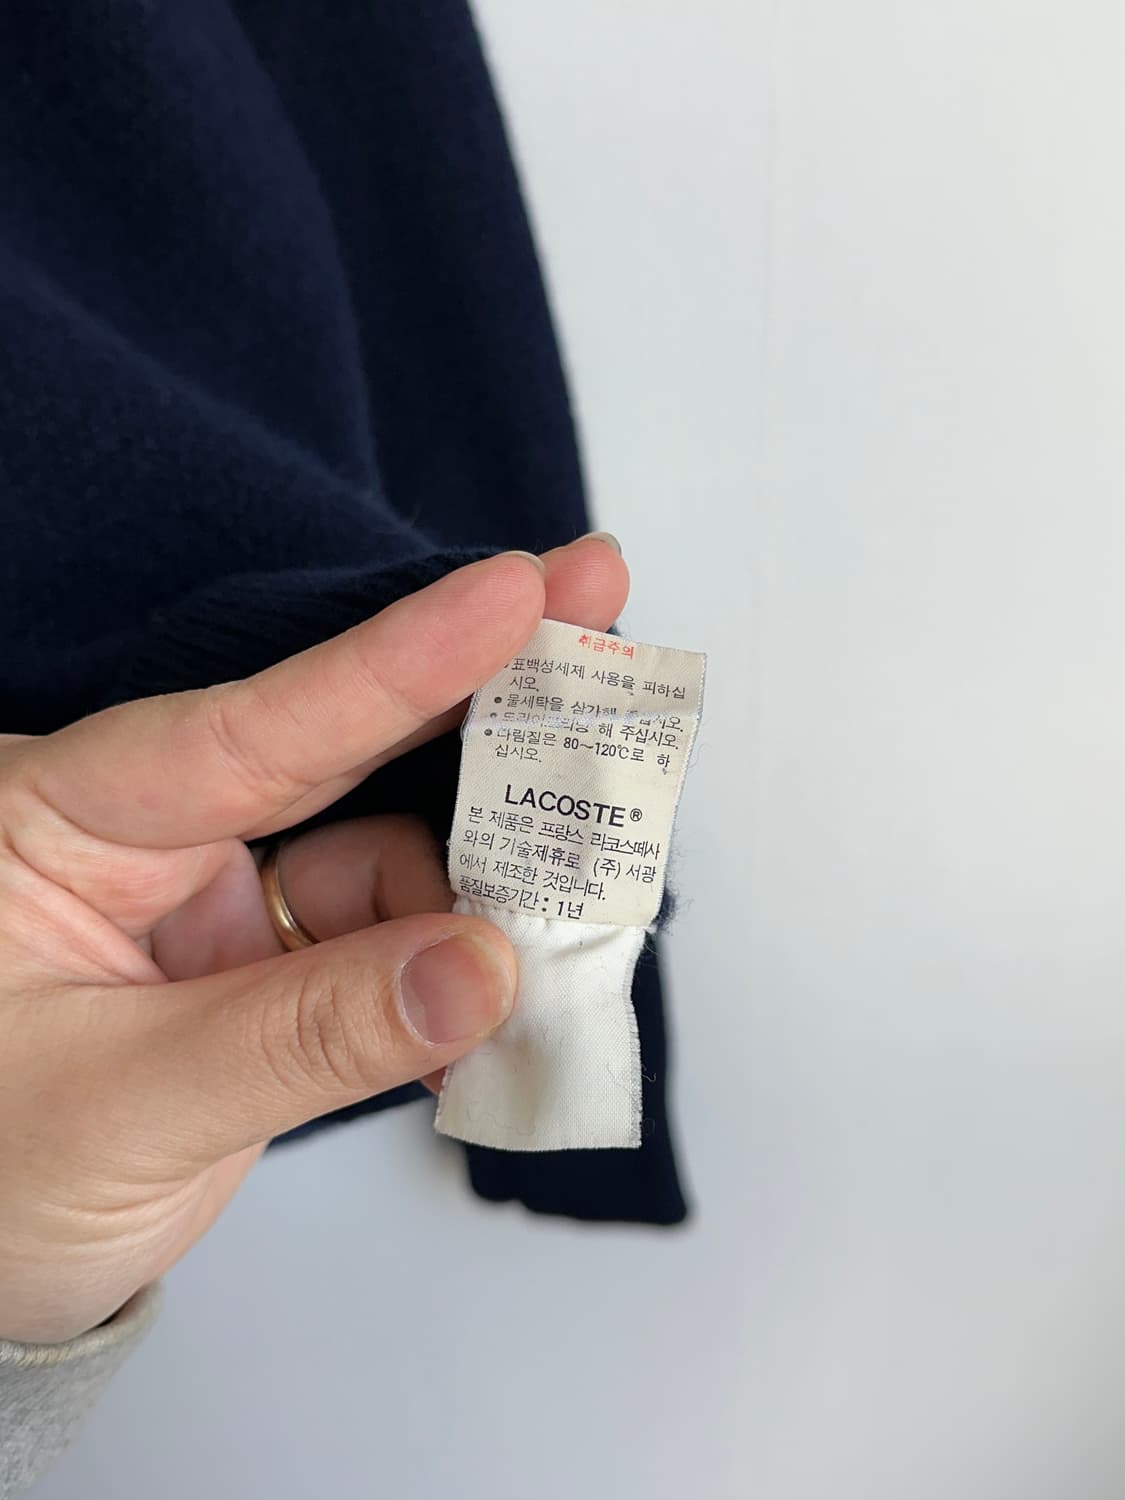 취급주의
표백성세제 사용을 피하십
시오.
● 물세탁을 삼가해 주십시오.
● 드라이크리닝 해 주십시오.
● 다림질은 80~120℃로 하
십시오.
LACOSTE®
본 제품은 프랑스 리코스떼사
와의 기술제휴로 (주) 서광
에서 제조한 것입니다.
품질보증기간 : 1년